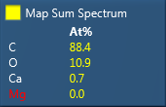 Map Sum Spectrum
At%
C 88.4
O 10.9
Ca 0.7
Mg 0.0